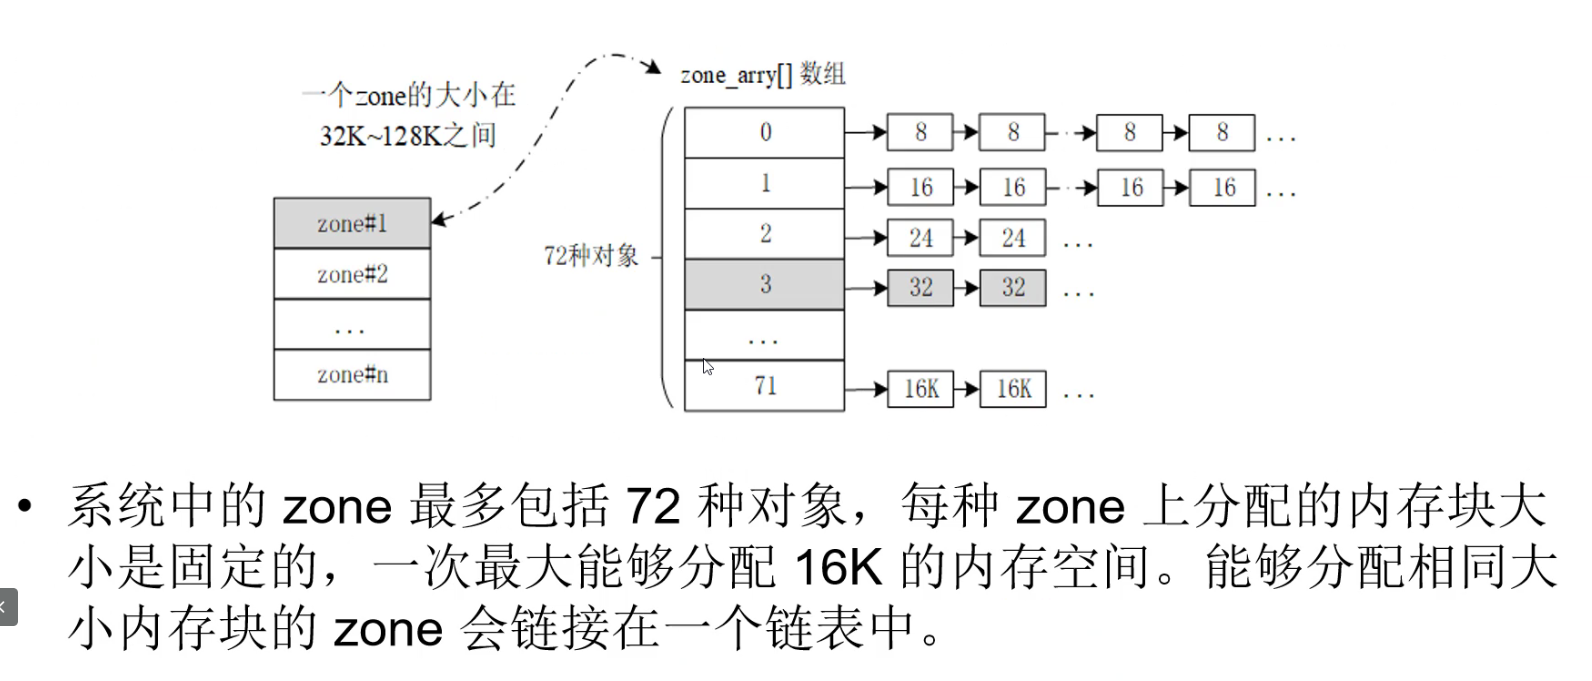 一个zone的大小在
32K~128K之间
zone#1
zone#2
...
zone#n
zone_arry[] 数组
72种对象
0 8 8 8 8 ...
1 16 16 16 16 ...
2 24 24 ...
3 32 32 ...
...
71 16K 16K ...
• 系统中的 zone 最多包括 72 种对象，每种 zone 上分配的内存块大
小是固定的，一次最大能够分配 16K 的内存空间。能够分配相同大
小内存块的 zone 会链接在一个链表中。